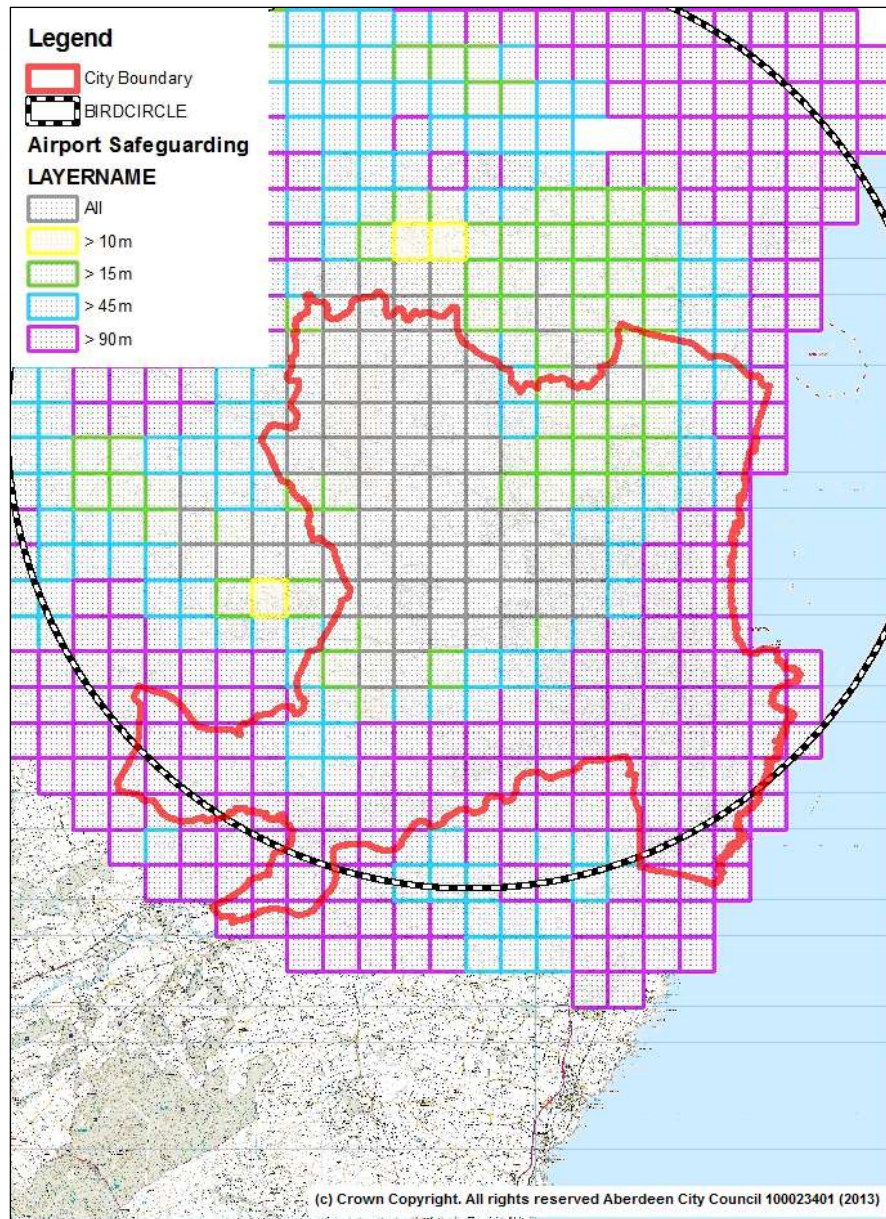 Legend
City Boundary
BIRDCIRCLE
Airport Safeguarding
LAYERNAME
All
> 10m
> 15m
> 45m
> 90m
(c) Crown Copyright. All rights reserved Aberdeen City Council 100023401 (2013)